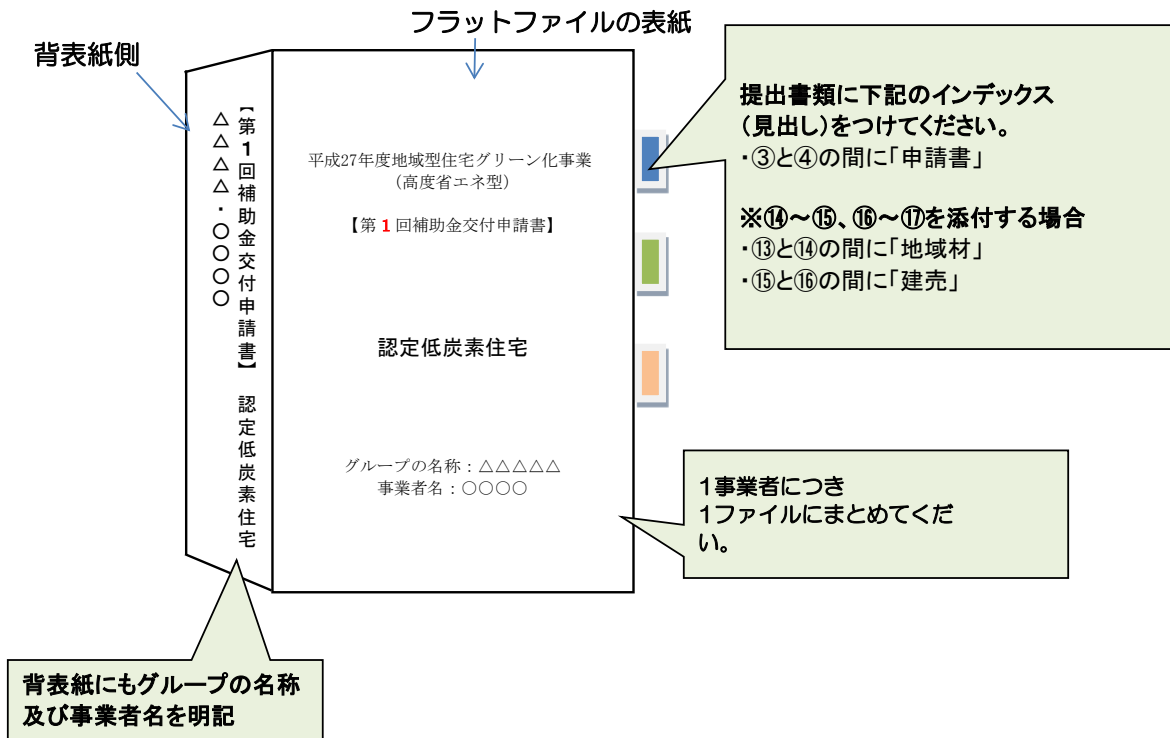 フラットファイルの表紙
背表紙側
【第1回補助金交付申請書】 認定低炭素住宅
△△△△・〇〇〇〇
平成27年度地域型住宅グリーン化事業
(高度省エネ型)
【第1回補助金交付申請書】
認定低炭素住宅
グループの名称：△△△△△
事業者名：〇〇〇〇
提出書類に下記のインデックス
(見出し)をつけてください。
・③と④の間に「申請書」
※⑭～⑮、⑯～⑰を添付する場合
・⑬と⑭の間に「地域材」
・⑮と⑯の間に「建売」
1事業者につき
1ファイルにまとめてくだ
い。
背表紙にもグループの名称
及び事業者名を明記